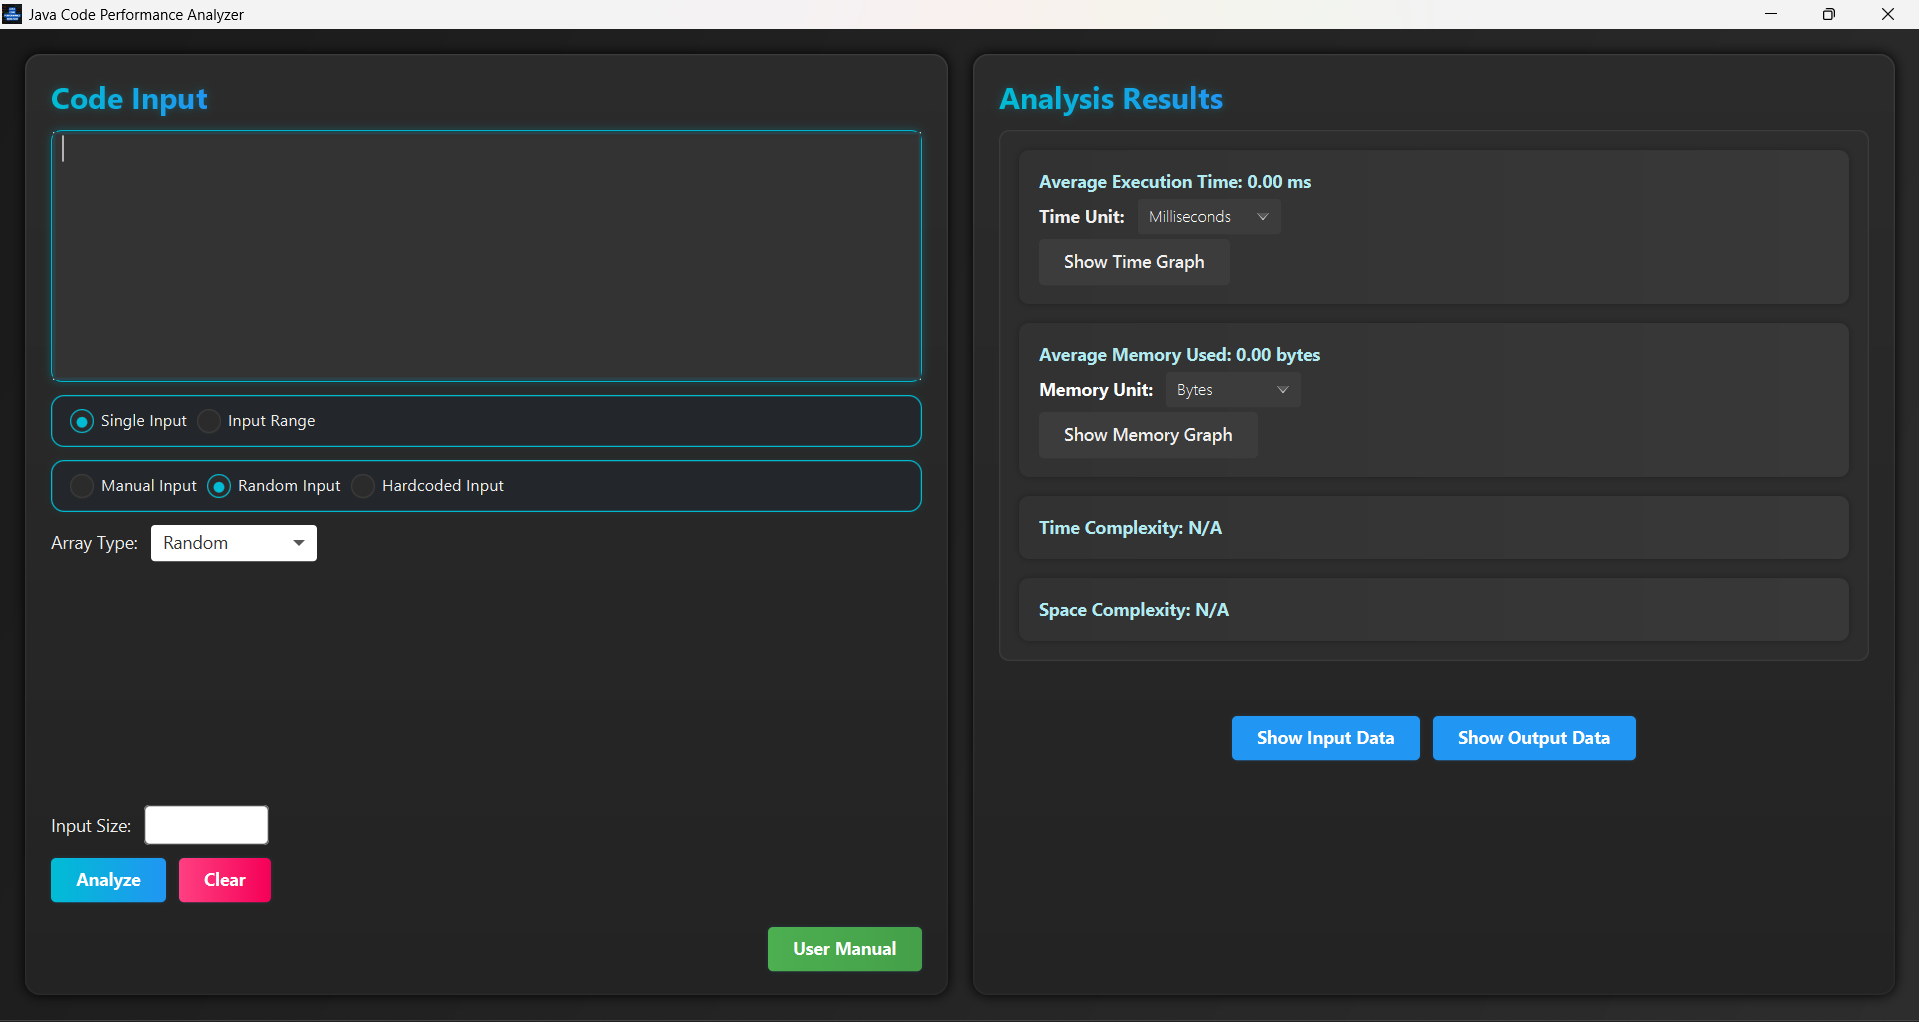 Java Code Performance Analyzer
Code Input
Single Input Input Range
Manual Input Random Input Hardcoded Input
Array Type: Random
Input Size:
Analyze Clear
User Manual
Analysis Results
Average Execution Time: 0.00 ms
Time Unit: Milliseconds
Show Time Graph
Average Memory Used: 0.00 bytes
Memory Unit: Bytes
Show Memory Graph
Time Complexity: N/A
Space Complexity: N/A
Show Input Data Show Output Data